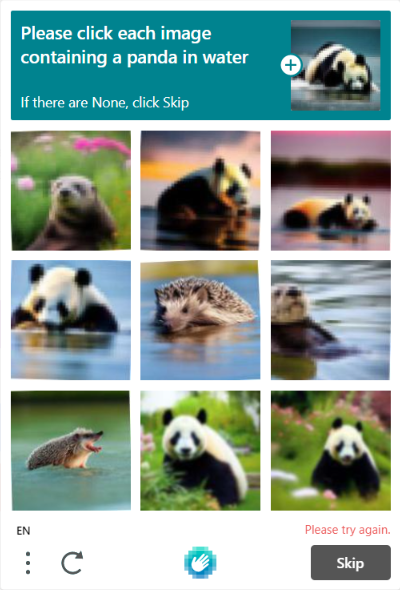 Please click each image
containing a panda in water
If there are None, click Skip
EN
Please try again.
Skip